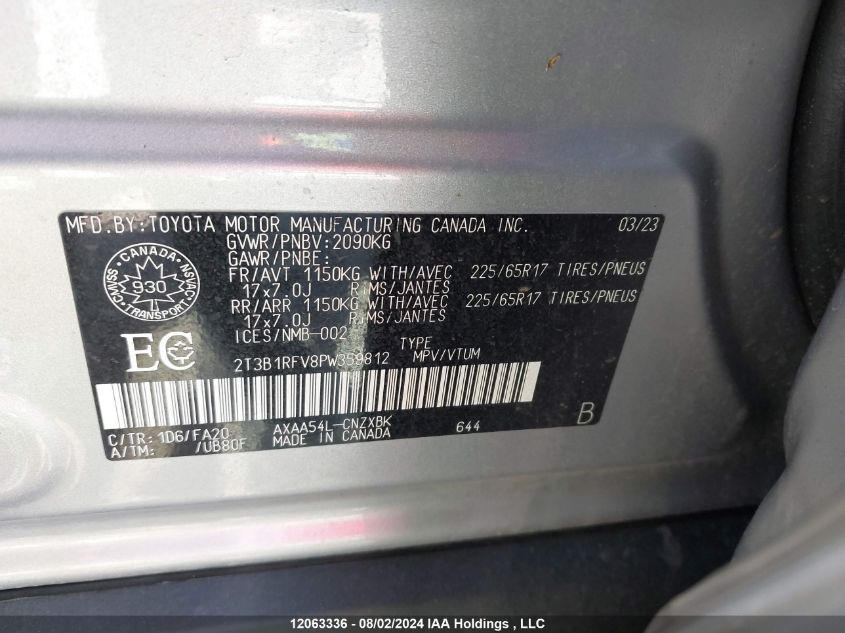 MFD.BY:TOYOTA MOTOR MANUFACTURING CANADA INC. 03/23
GVWR/PNBV:2090KG
GAWR/PNBE:
FR/AVT 1150KG WITH/AVEC 225/65R17 TIRES/PNEUS
17x7.0J RIMS/JANTES
RR/ARR 1150KG WITH/AVEC 225/65R17 TIRES/PNEUS
17x7.0J RIMS/JANTES
ICES/NMB-002
CANADA
CMVSS NSVAC
930
TRANSPORT
EC
2T3B1RFV8PW359812 TYPE
MPV/VTUM
C/TR: 1D6/FA20 AXAA54L-CNZXBK 644 B
A/TM: /UB80F MADE IN CANADA
12063336 - 08/02/2024 IAA Holdings , LLC